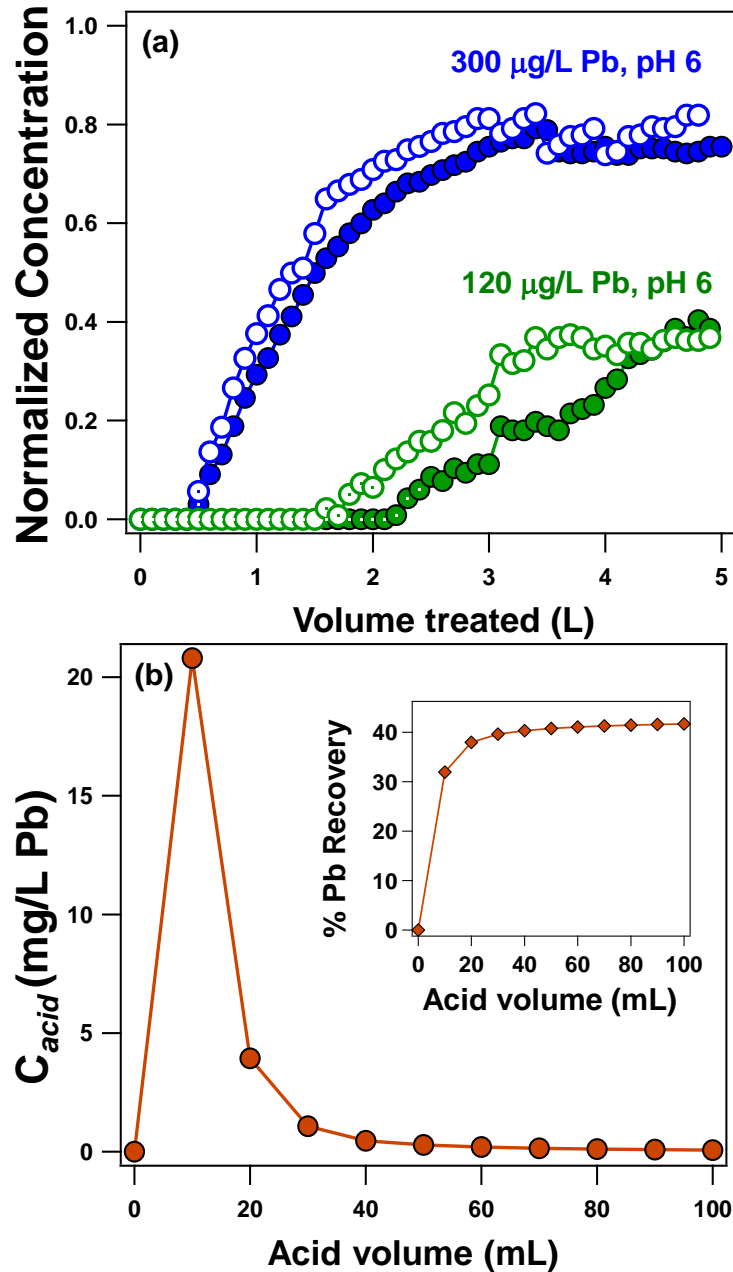 (a)
300 μg/L Pb, pH 6
120 μg/L Pb, pH 6
Normalized Concentration
1.0
0.8
0.6
0.4
0.2
0.0
0 1 2 3 4 5
Volume treated (L)
(b)
C_acid (mg/L Pb)
20
15
10
5
0
0 20 40 60 80 100
Acid volume (mL)
% Pb Recovery
40
30
20
10
0
0 20 40 60 80 100
Acid volume (mL)